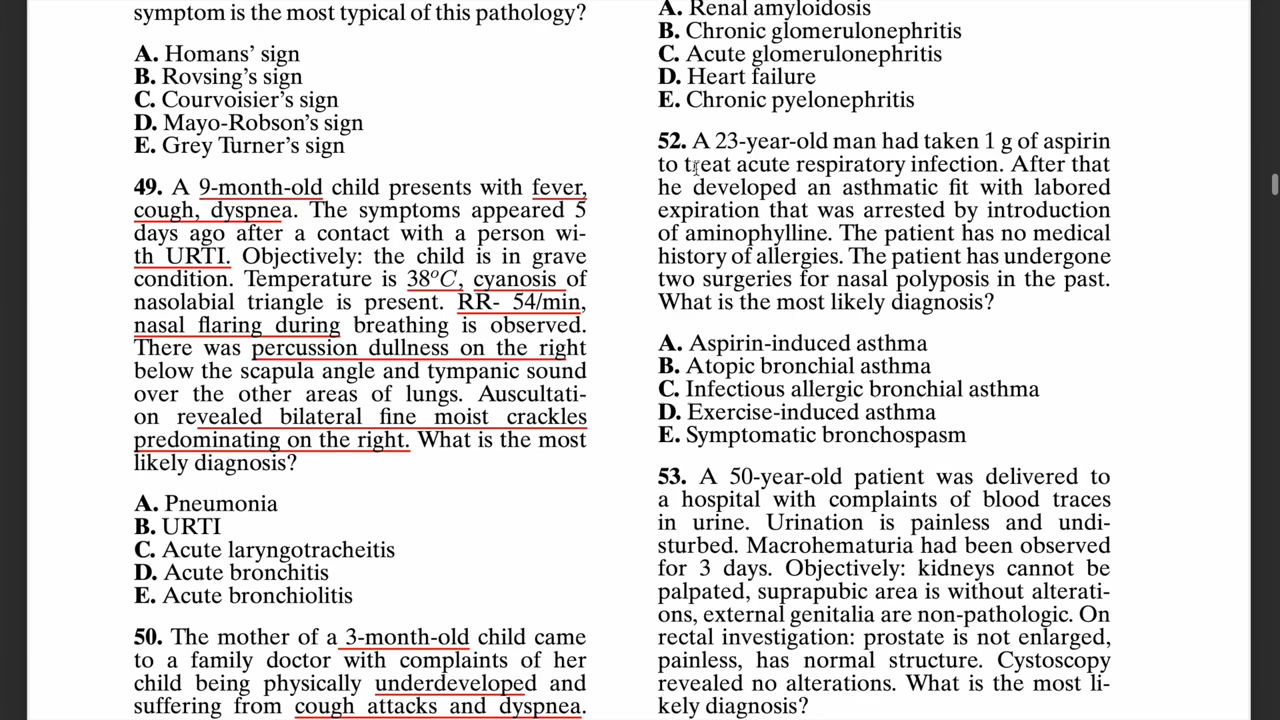 symptom is the most typical of this pathology?
A. Homans’ sign
B. Rovsing’s sign
C. Courvoisier’s sign
D. Mayo-Robson’s sign
E. Grey Turner’s sign
49. A 9-month-old child presents with fever,
cough, dyspnea. The symptoms appeared 5
days ago after a contact with a person wi-
th URTI. Objectively: the child is in grave
condition. Temperature is 38°C, cyanosis of
nasolabial triangle is present. RR- 54/min,
nasal flaring during breathing is observed.
There was percussion dullness on the right
below the scapula angle and tympanic sound
over the other areas of lungs. Auscultati-
on revealed bilateral fine moist crackles
predominating on the right. What is the most
likely diagnosis?
A. Pneumonia
B. URTI
C. Acute laryngotracheitis
D. Acute bronchitis
E. Acute bronchiolitis
50. The mother of a 3-month-old child came
to a family doctor with complaints of her
child being physically underdeveloped and
suffering from cough attacks and dyspnea.
A. Renal amyloidosis
B. Chronic glomerulonephritis
C. Acute glomerulonephritis
D. Heart failure
E. Chronic pyelonephritis
52. A 23-year-old man had taken 1 g of aspirin
to treat acute respiratory infection. After that
he developed an asthmatic fit with labored
expiration that was arrested by introduction
of aminophylline. The patient has no medical
history of allergies. The patient has undergone
two surgeries for nasal polyposis in the past.
What is the most likely diagnosis?
A. Aspirin-induced asthma
B. Atopic bronchial asthma
C. Infectious allergic bronchial asthma
D. Exercise-induced asthma
E. Symptomatic bronchospasm
53. A 50-year-old patient was delivered to
a hospital with complaints of blood traces
in urine. Urination is painless and undi-
sturbed. Macrohematuria had been observed
for 3 days. Objectively: kidneys cannot be
palpated, suprapubic area is without alterati-
ons, external genitalia are non-pathologic. On
rectal investigation: prostate is not enlarged,
painless, has normal structure. Cystoscopy
revealed no alterations. What is the most li-
kely diagnosis?